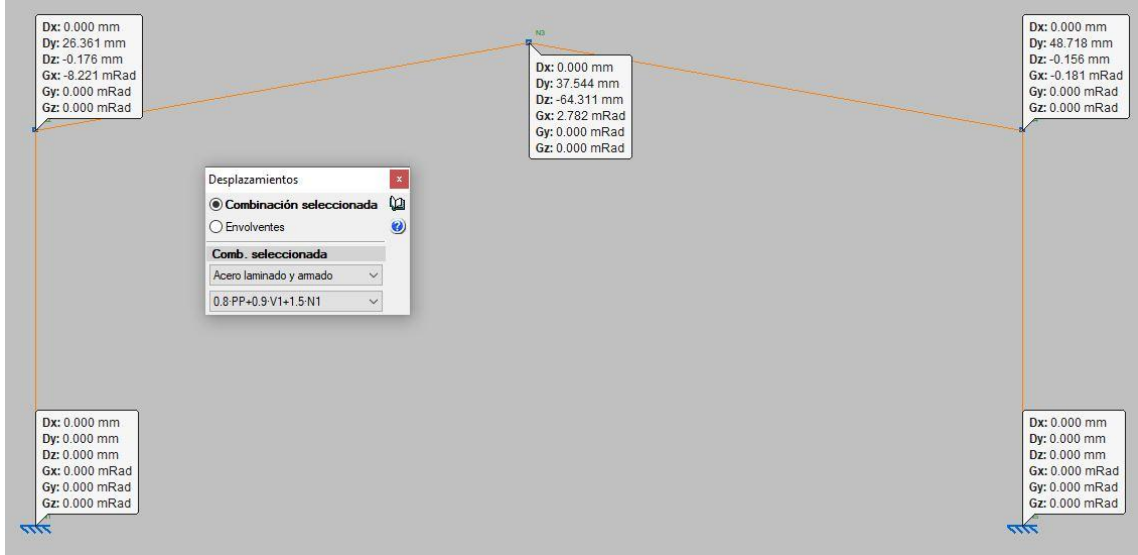 Dx: 0.000 mm
Dy: 26.361 mm
Dz: -0.176 mm
Gx: -8.221 mRad
Gy: 0.000 mRad
Gz: 0.000 mRad
N3
Dx: 0.000 mm
Dy: 37.544 mm
Dz: -64.311 mm
Gx: 2.782 mRad
Gy: 0.000 mRad
Gz: 0.000 mRad
Dx: 0.000 mm
Dy: 48.718 mm
Dz: -0.156 mm
Gx: -0.181 mRad
Gy: 0.000 mRad
Gz: 0.000 mRad
Desplazamientos
x
Combinación seleccionada
Envolventes
?
Comb. seleccionada
Acero laminado y armado
0.8·PP+0.9·V1+1.5·N1
Dx: 0.000 mm
Dy: 0.000 mm
Dz: 0.000 mm
Gx: 0.000 mRad
Gy: 0.000 mRad
Gz: 0.000 mRad
Dx: 0.000 mm
Dy: 0.000 mm
Dz: 0.000 mm
Gx: 0.000 mRad
Gy: 0.000 mRad
Gz: 0.000 mRad